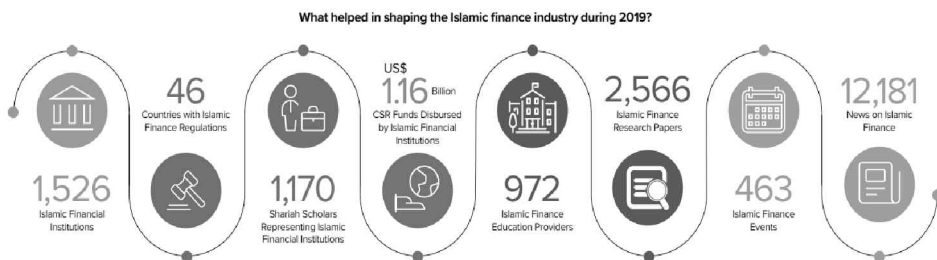 What helped in shaping the Islamic finance industry during 2019?
1,526
Islamic Financial
Institutions
46
Countries with Islamic
Finance Regulations
1,170
Shariah Scholars
Representing Islamic
Financial Institutions
US$
1.16 Billion
CSR Funds Disbursed
by Islamic Financial
Institutions
972
Islamic Finance
Education Providers
2,566
Islamic Finance
Research Papers
463
Islamic Finance
Events
12,181
News on Islamic
Finance